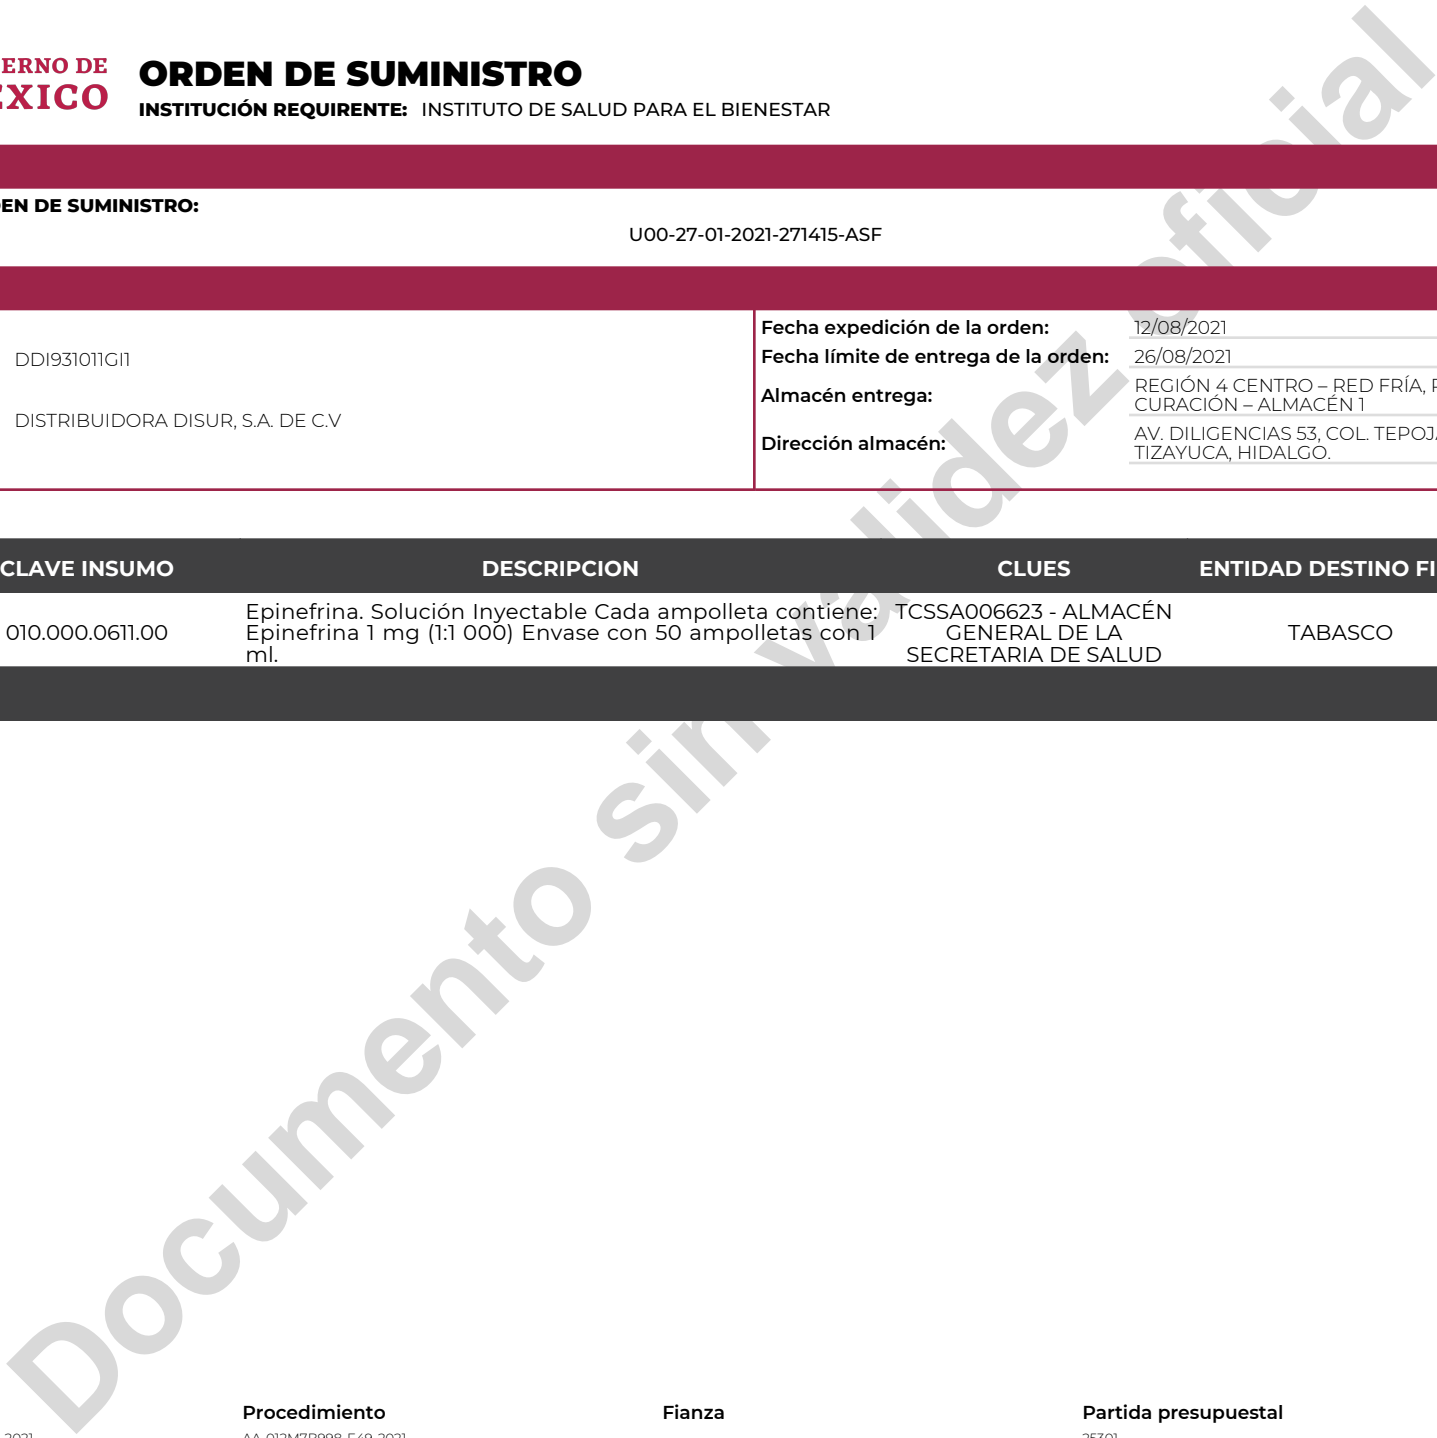 ERNO DE
ORDEN DE SUMINISTRO
INSTITUCIÓN REQUIRENTE: INSTITUTO DE SALUD PARA EL BIENESTAR
EN DE SUMINISTRO:
U00-27-01-2021-271415-ASF
DDI931011GI1
DISTRIBUIDORA DISUR, S.A. DE C.V
Fecha expedición de la orden: 12/08/2021
Fecha límite de entrega de la orden: 26/08/2021
Almacén entrega: REGIÓN 4 CENTRO – RED FRÍA,
CURACIÓN – ALMACÉN 1
Dirección almacén: AV. DILIGENCIAS 53, COL. TEPOJ
TIZAYUCA, HIDALGO.
CLAVE INSUMO DESCRIPCION CLUES ENTIDAD DESTINO FI
010.000.0611.00
Epinefrina. Solución Inyectable Cada ampolleta contiene:
Epinefrina 1 mg (1:1 000) Envase con 50 ampolletas con 1
ml.
TCSSA006623 - ALMACÉN
GENERAL DE LA
SECRETARIA DE SALUD
TABASCO
Documento sin validez oficial
Procedimiento Fianza Partida presupuestal